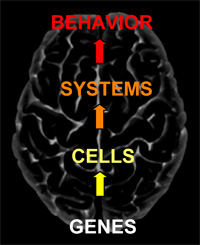 BEHAVIOR
SYSTEMS
CELLS
GENES